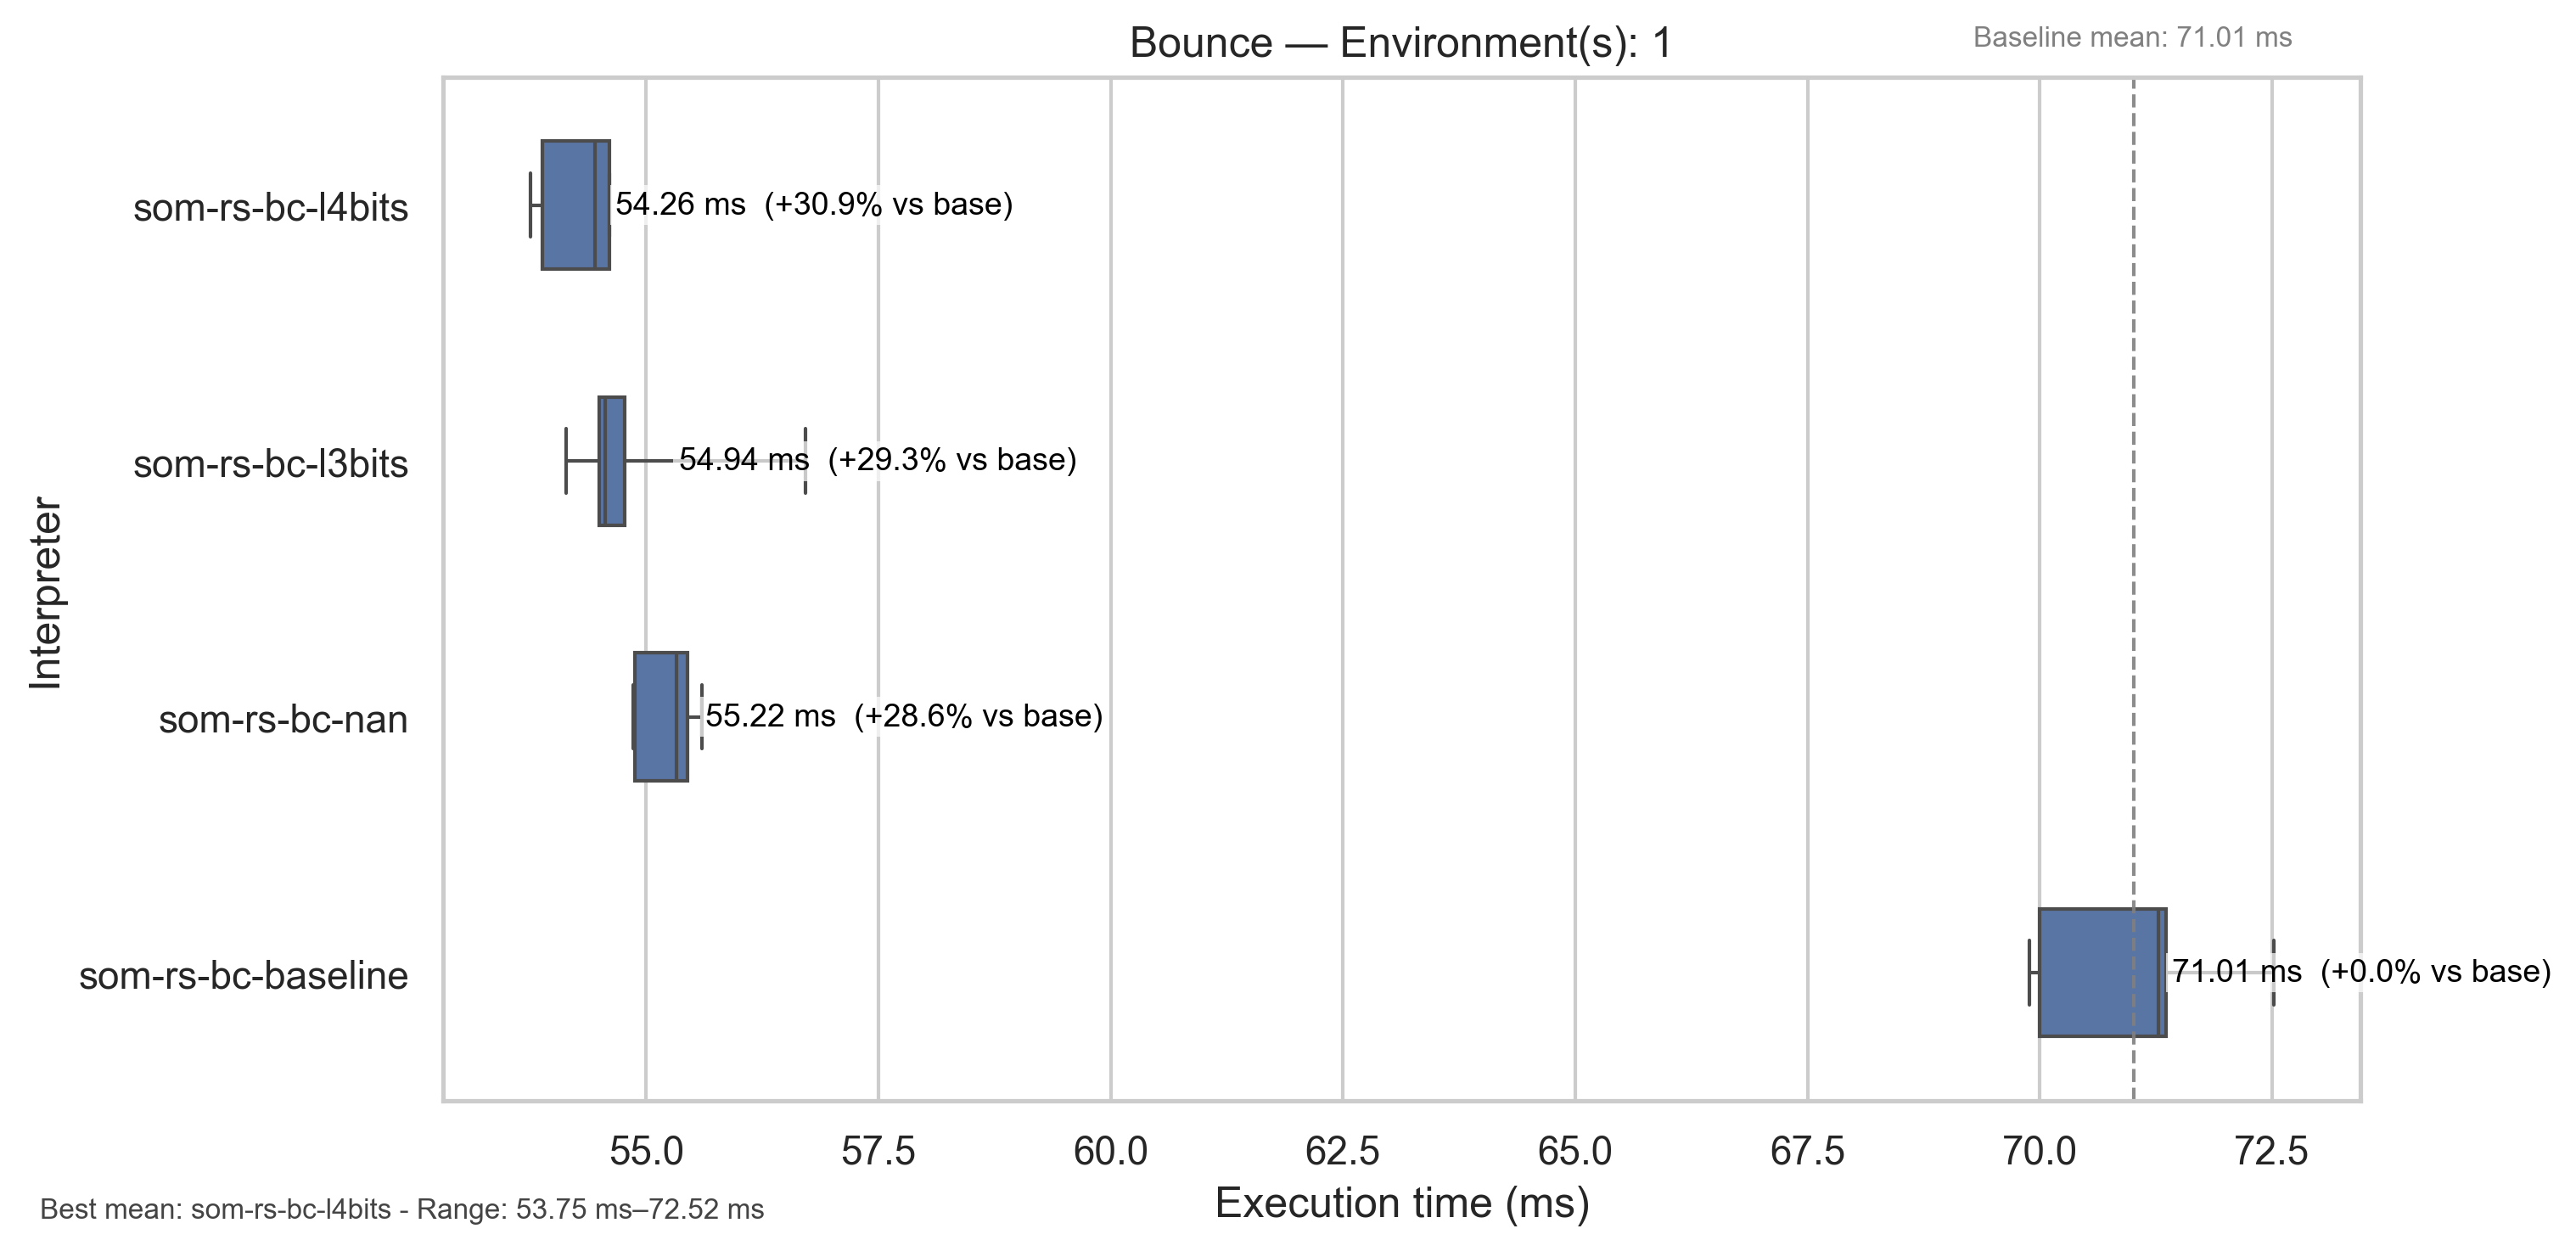 Bounce — Environment(s): 1
Baseline mean: 71.01 ms
Interpreter
som-rs-bc-l4bits
54.26 ms (+30.9% vs base)
som-rs-bc-l3bits
54.94 ms (+29.3% vs base)
som-rs-bc-nan
55.22 ms (+28.6% vs base)
som-rs-bc-baseline
71.01 ms (+0.0% vs base)
55.0 57.5 60.0 62.5 65.0 67.5 70.0 72.5
Execution time (ms)
Best mean: som-rs-bc-l4bits - Range: 53.75 ms–72.52 ms